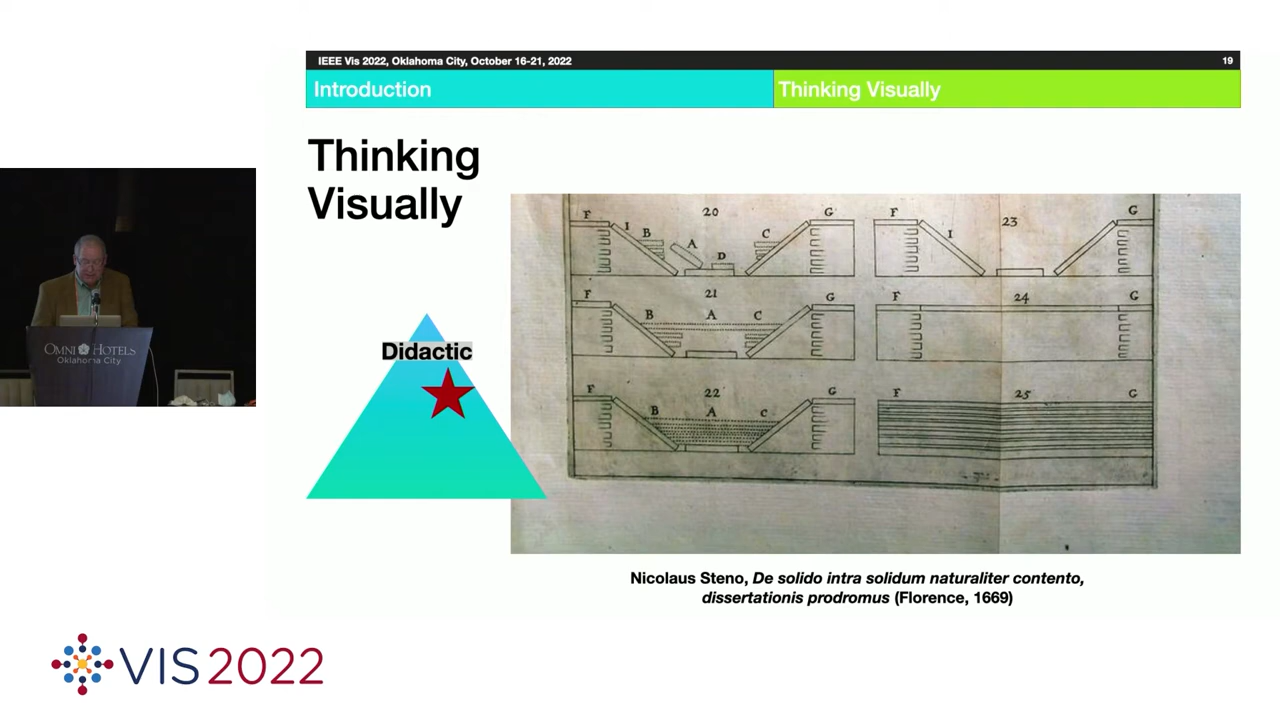 IEEE Vis 2022, Oklahoma City, October 16-21, 2022 19
Introduction Thinking Visually
Thinking
Visually
Didactic
F 20 G
I B A D C
F 23 G
I
F 21 G
B A C
F 24 G
F 22 G
B A C
F 25 G
Nicolaus Steno, De solido intra solidum naturaliter contento,
dissertationis prodromus (Florence, 1669)
OMNI HOTELS
Oklahoma City
VIS2022